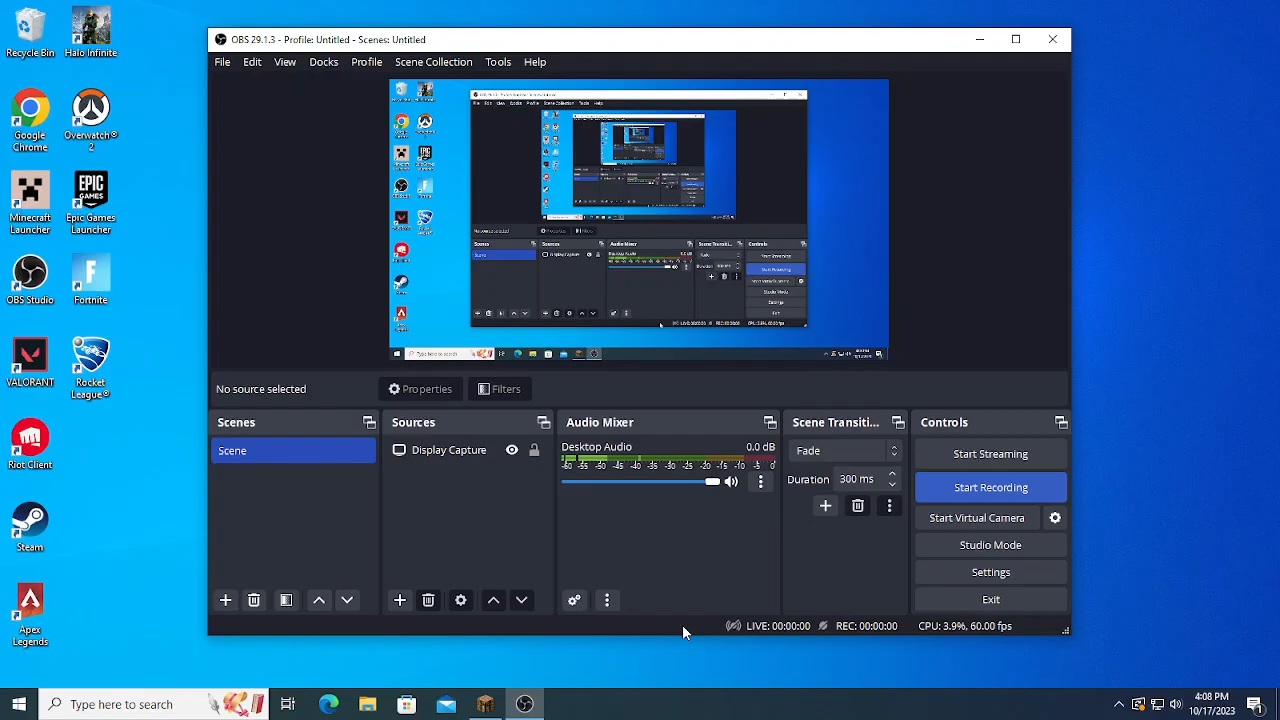 OBS 29.1.3 - Profile: Untitled - Scenes: Untitled
File Edit View Docks Profile Scene Collection Tools Help
Recycle Bin
Halo Infinite
Google
Chrome
Overwatch®
2
Minecraft
Launcher
EPIC
GAMES
Epic Games
Launcher
OBS Studio
Fortnite
VALORANT
Rocket
League®
Riot Client
Steam
Apex
Legends
No source selected
Properties
Filters
Scenes
Scene
Sources
Display Capture
Audio Mixer
Desktop Audio 0.0 dB
-60 -55 -50 -45 -40 -35 -30 -25 -20 -15 -10 -5 0
Scene Transiti...
Fade
Duration 300 ms
Controls
Start Streaming
Start Recording
Start Virtual Camera
Studio Mode
Settings
Exit
LIVE: 00:00:00 REC: 00:00:00 CPU: 3.9%, 60.00 fps
Type here to search
4:08 PM
10/17/2023
1